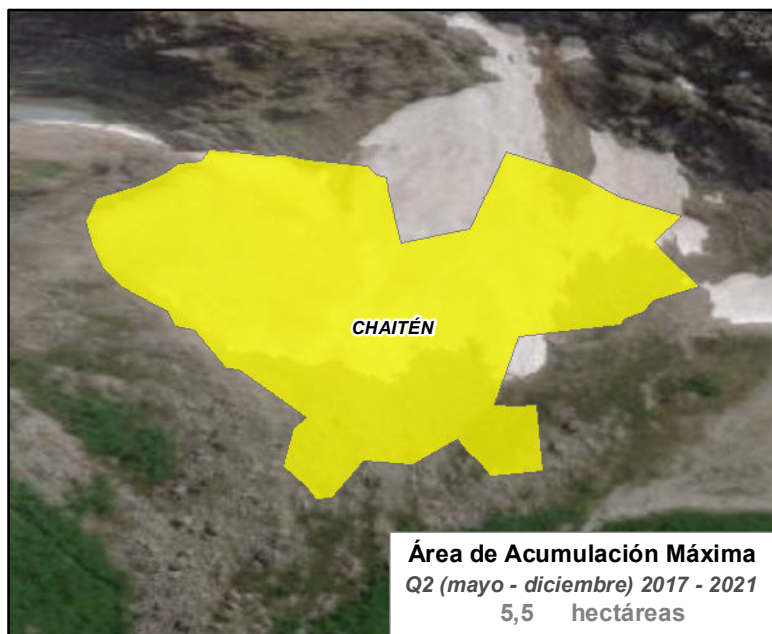 CHAITÉN
Área de Acumulación Máxima
Q2 (mayo - diciembre) 2017 - 2021
5,5 hectáreas